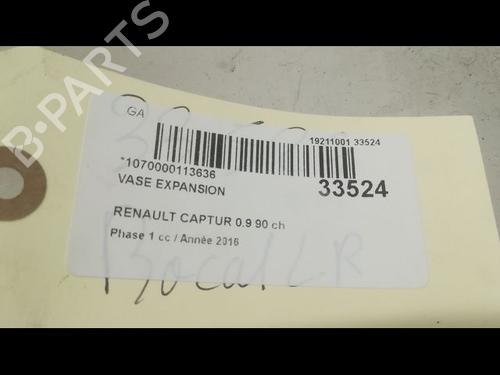 GA
19211001 33524
*1070000113636
33524
VASE EXPANSION
RENAULT CAPTUR 0.9 90 ch
Phase 1 cc / Année 2016
B-PARTS